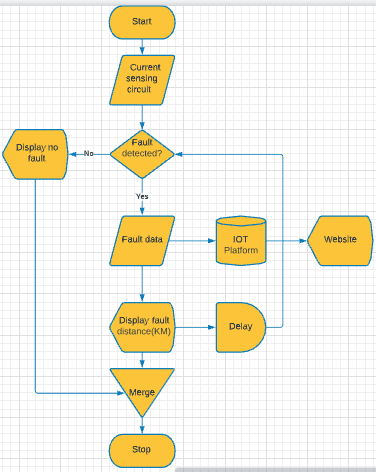 Start
Current
sensing
circuit
Fault
detected?
No
Display no
fault
Yes
Fault data
IOT
Platform
Website
Display fault
distance(KM)
Delay
Merge
Stop